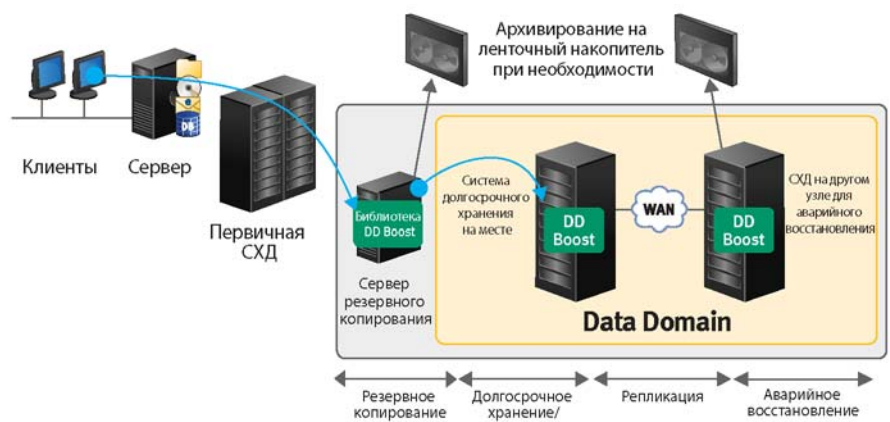 Архивирование на
ленточный накопитель
при необходимости
DB
Клиенты
Сервер
Первичная
СХД
Библиотека
DD Boost
Сервер
резервного
копирования
Система
долгосрочного
хранения
на месте
DD
Boost
WAN
DD
Boost
СХД на другом
узле для
аварийного
восстановления
Data Domain
Резервное
копирование
Долгосрочное
хранение/
Репликация
Аварийное
восстановление